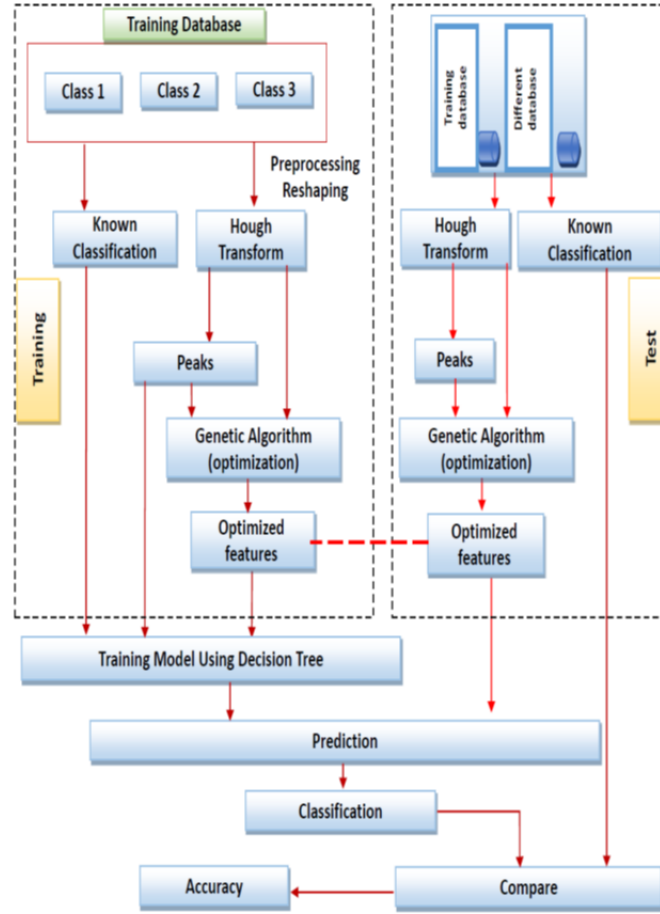 Training Database
Class 1
Class 2
Class 3
Preprocessing
Reshaping
Known
Classification
Hough
Transform
Training
Peaks
Genetic Algorithm
(optimization)
Optimized
features
Training
database
Different
database
Hough
Transform
Known
Classification
Test
Peaks
Genetic Algorithm
(optimization)
Optimized
features
Training Model Using Decision Tree
Prediction
Classification
Accuracy
Compare